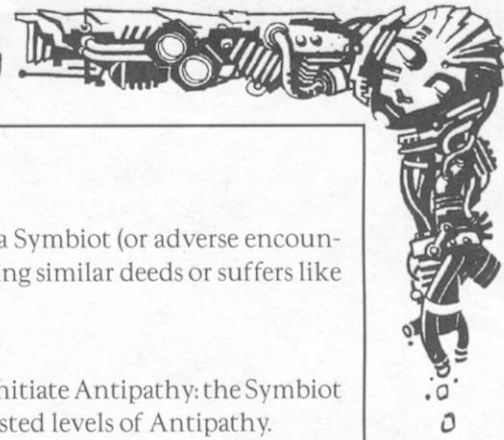 a Symbiot (or adverse encoun-
ing similar deeds or suffers like
nitiate Antipathy: the Symbiot
sted levels of Antipathy.